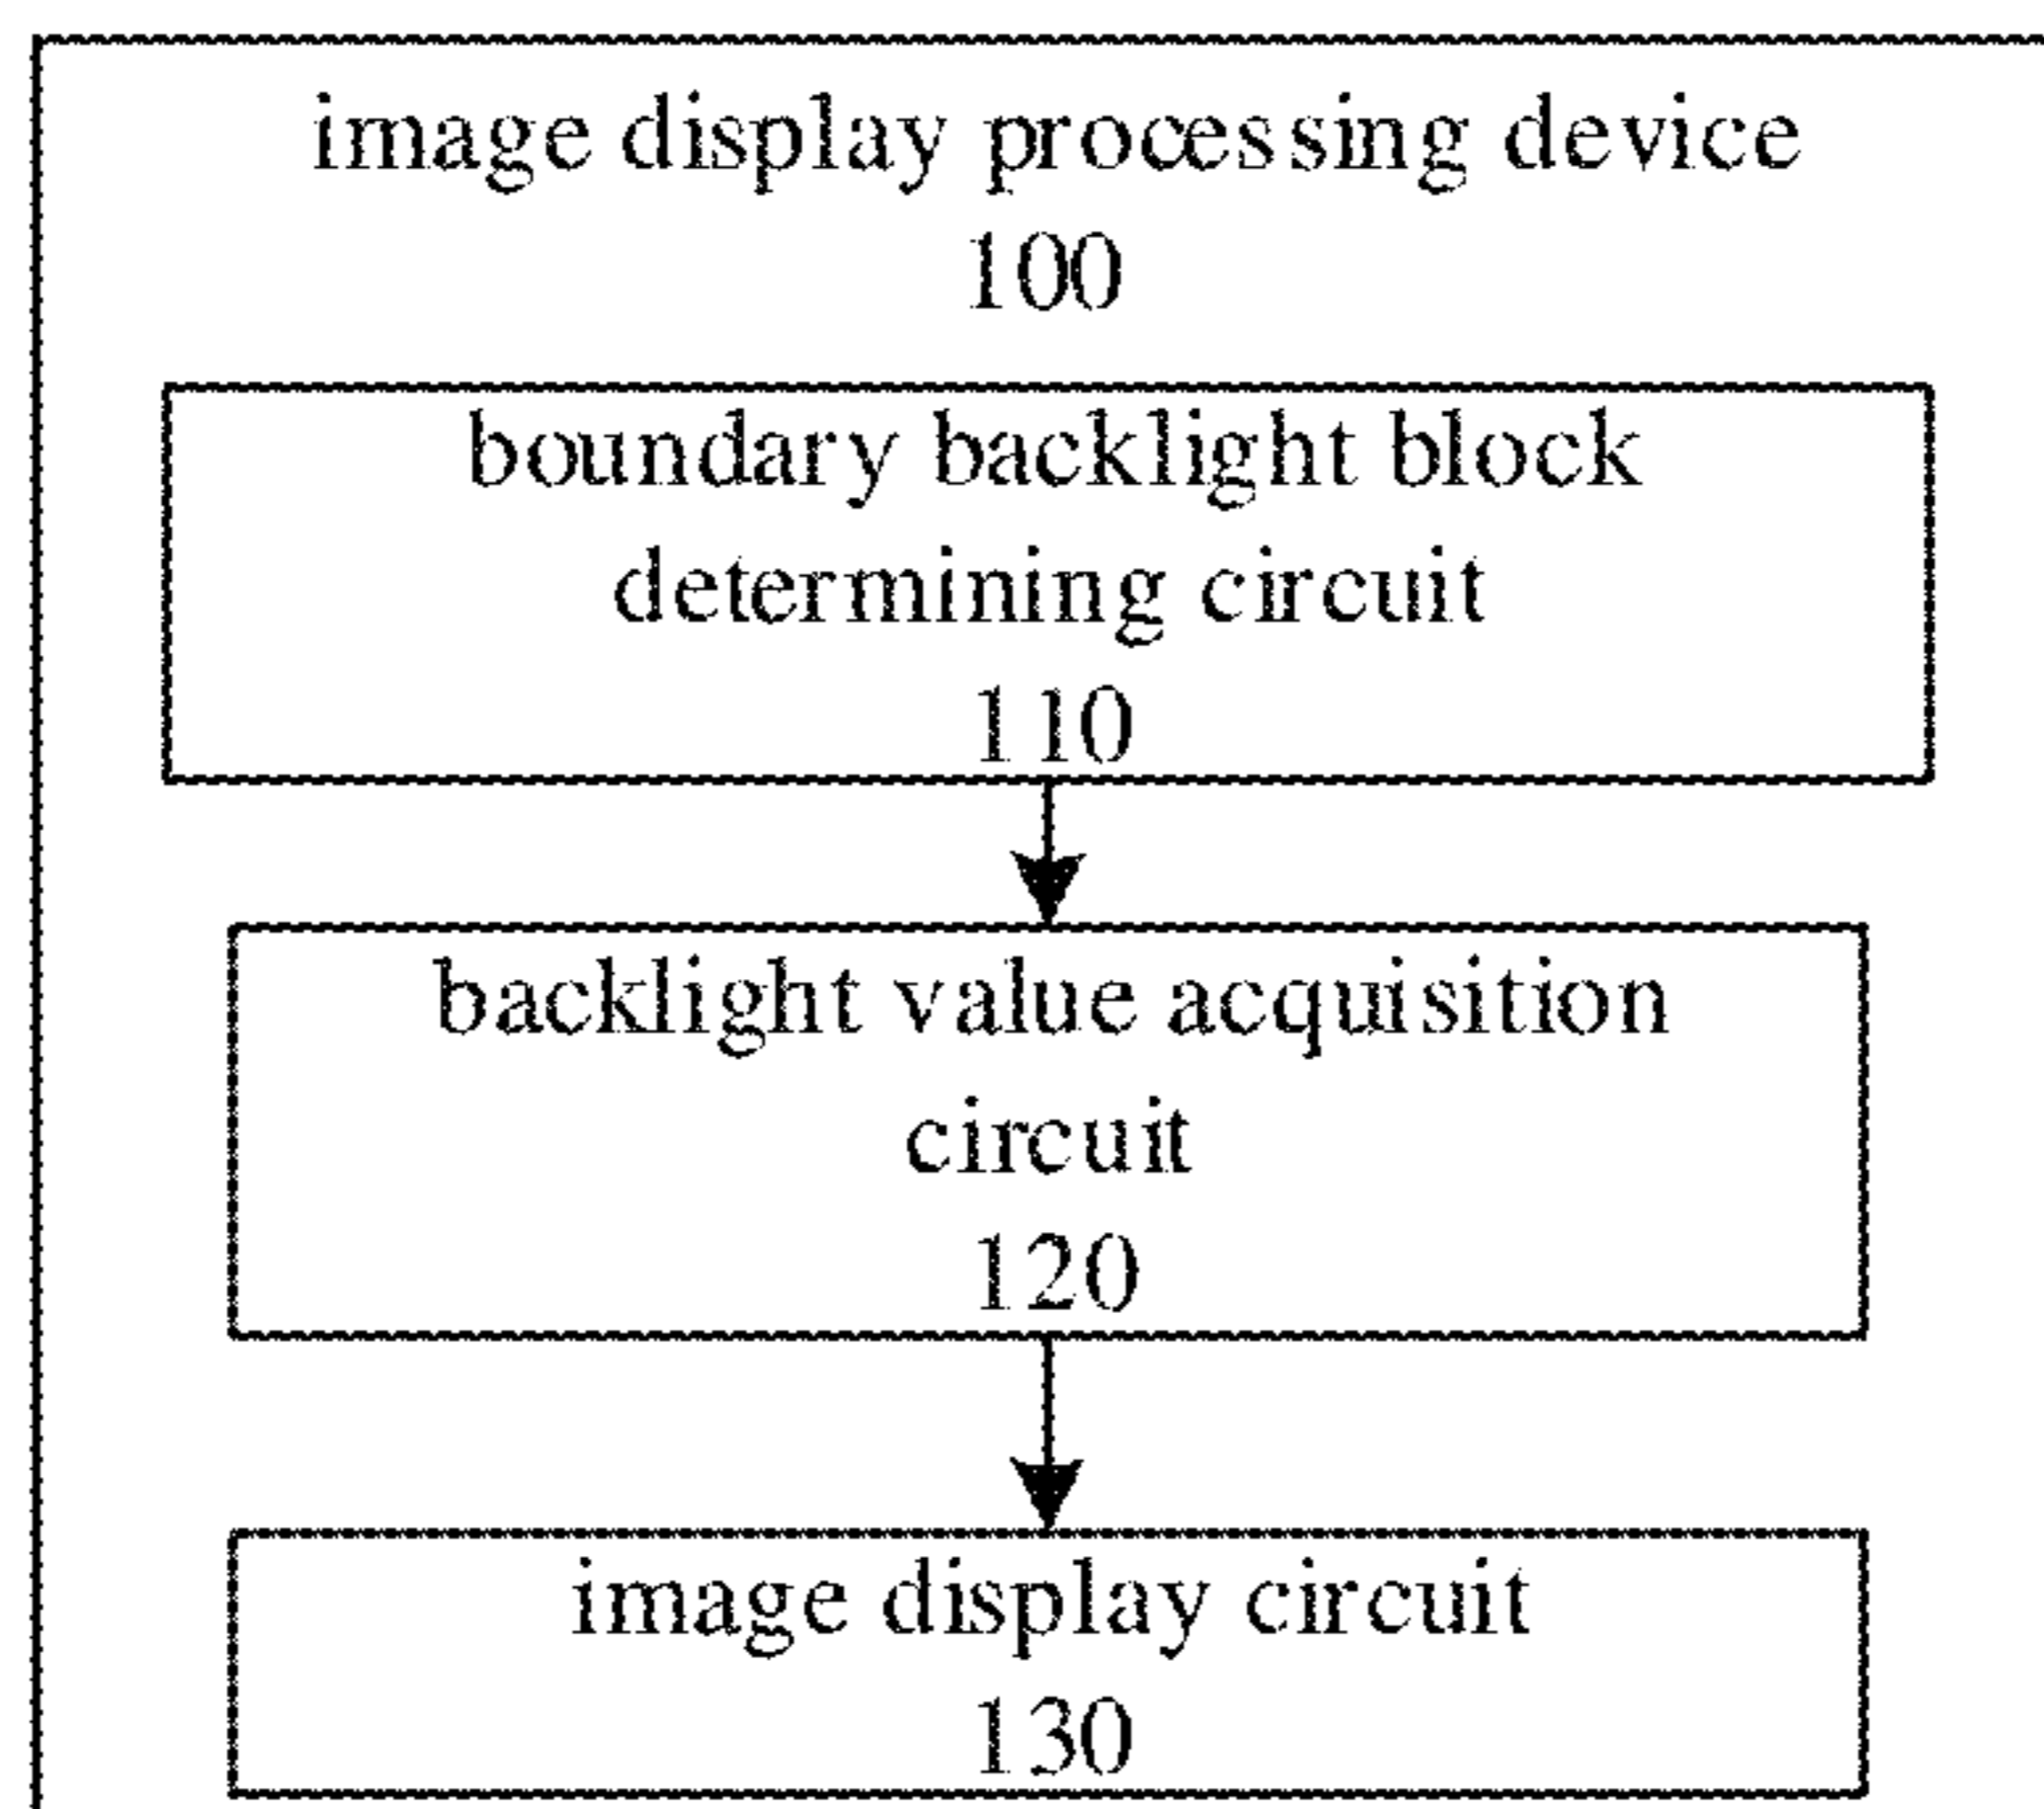 image display processing device
100
boundary backlight block
determining circuit
110
backlight value acquisition
circuit
120
image display circuit
130